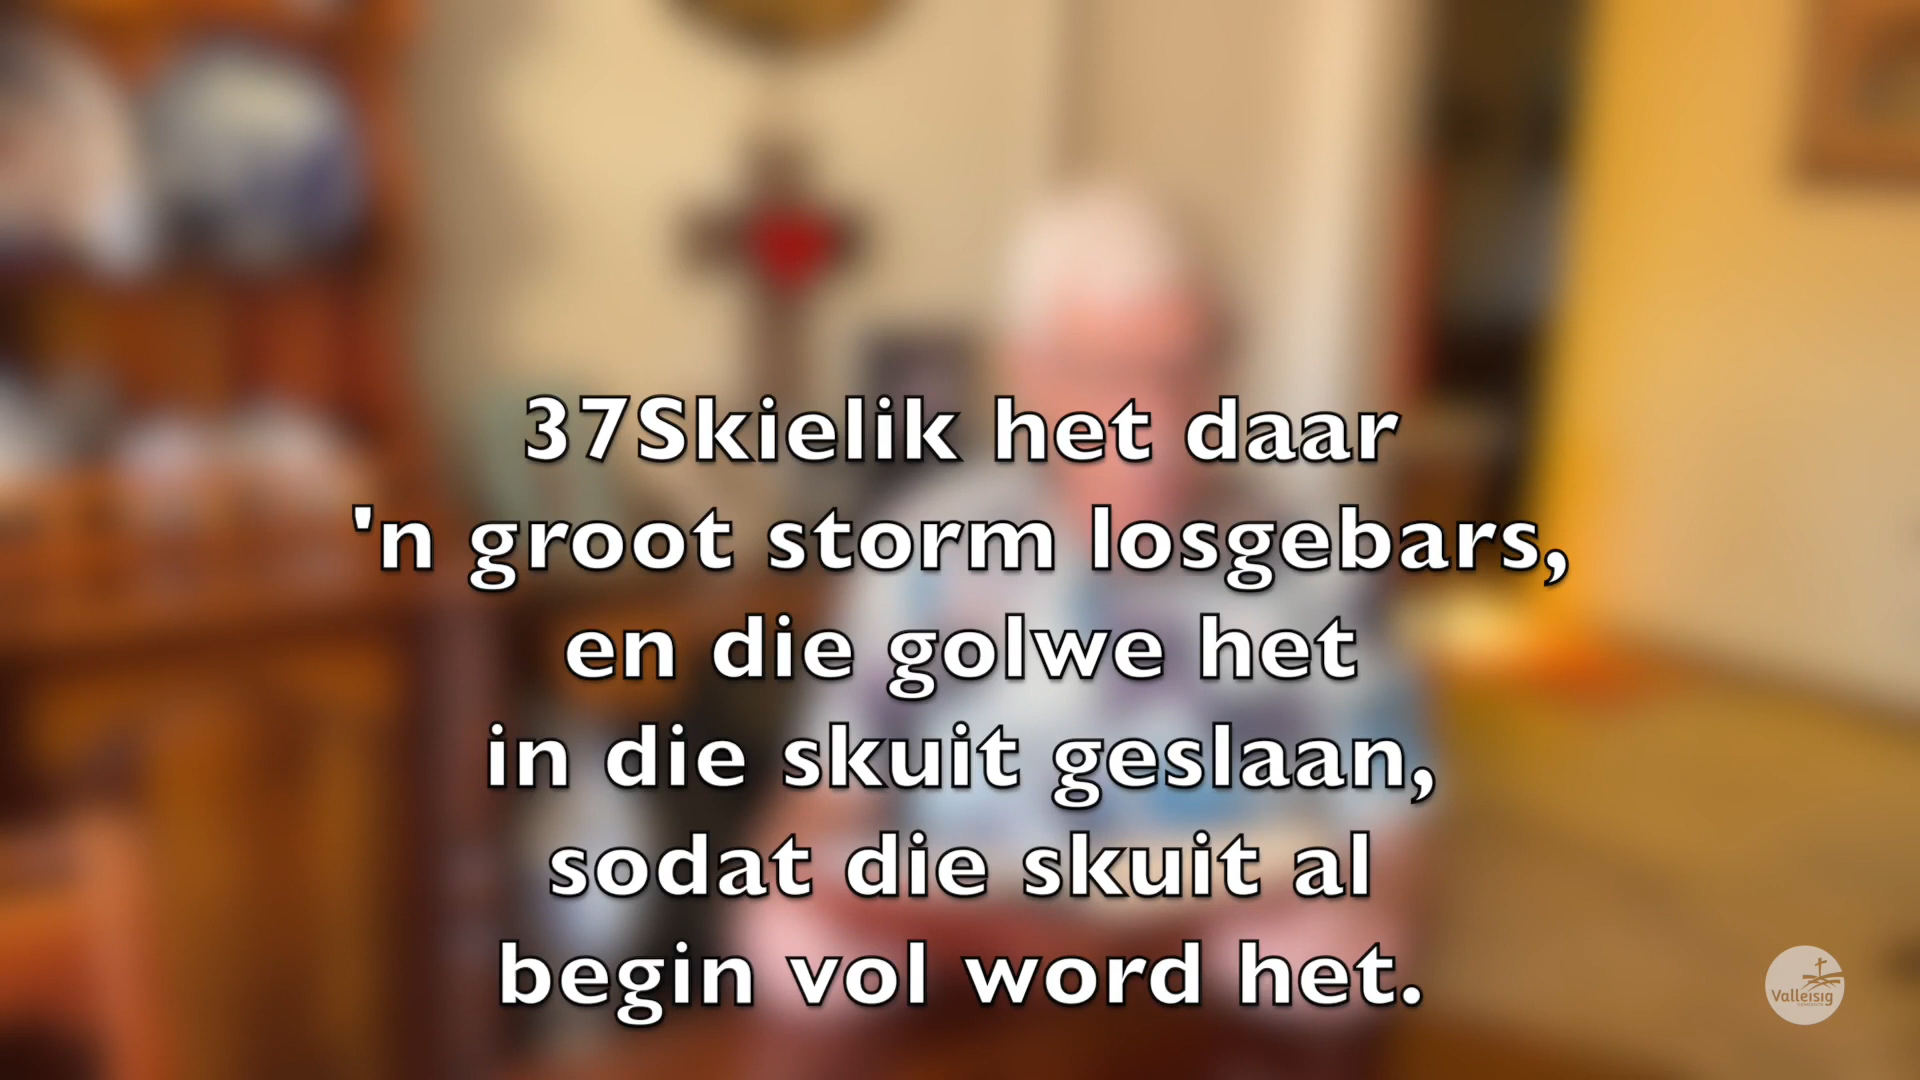 37Skielik het daar
'n groot storm losgebars,
en die golwe het
in die skuit geslaan,
sodat die skuit al
begin vol word het.
Valleisig